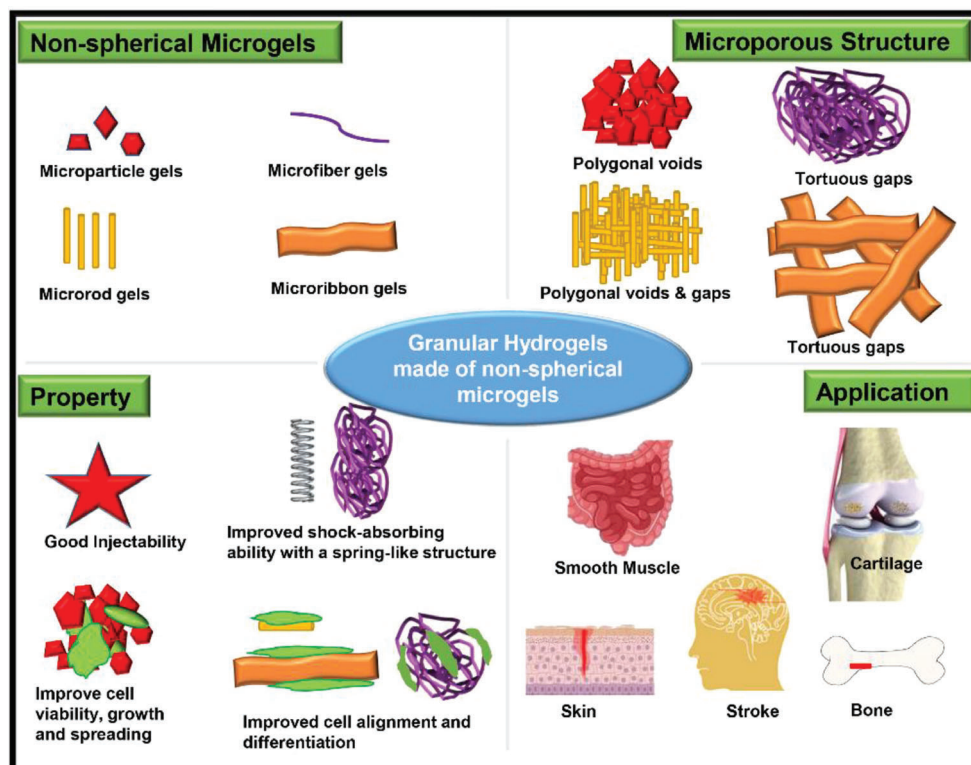 Non-spherical Microgels
Microparticle gels
Microfiber gels
Microrod gels
Microribbon gels
Microporous Structure
Polygonal voids
Tortuous gaps
Polygonal voids & gaps
Tortuous gaps
Granular Hydrogels
made of non-spherical
microgels
Property
Good Injectability
Improved shock-absorbing
ability with a spring-like structure
Improve cell
viability, growth
and spreading
Improved cell alignment and
differentiation
Application
Smooth Muscle
Cartilage
Skin
Stroke
Bone